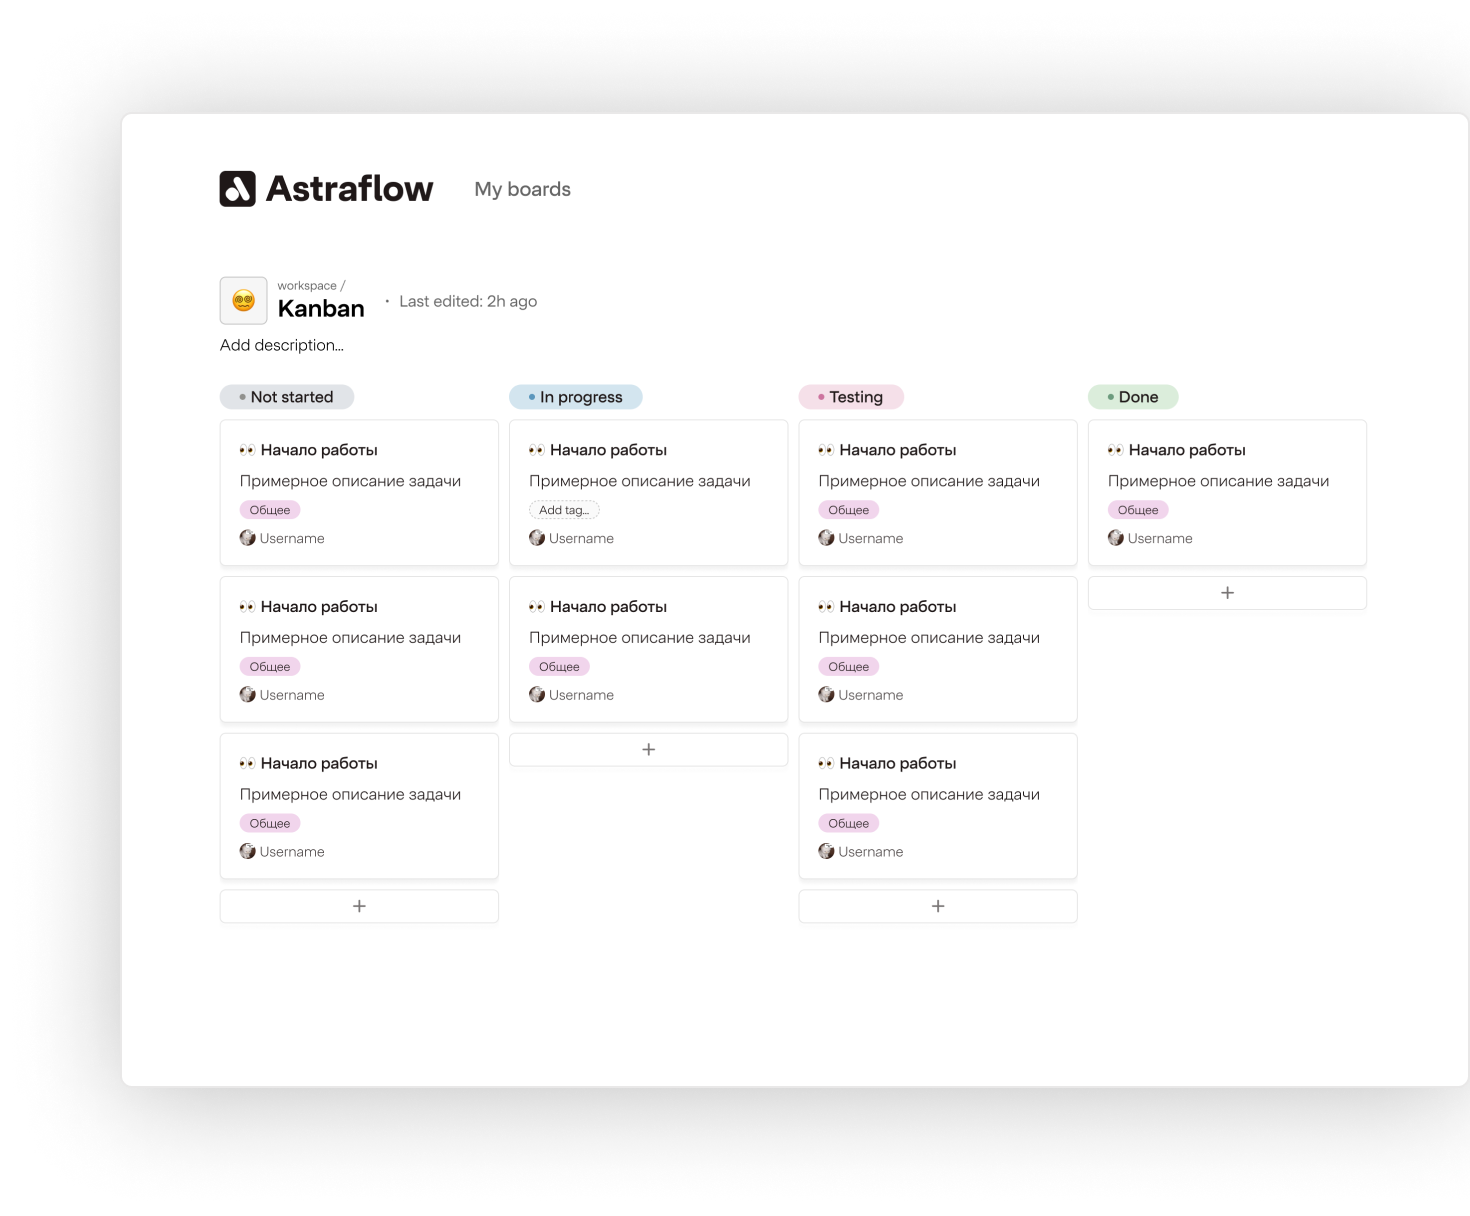 Astraflow
My boards
workspace /
Kanban
· Last edited: 2h ago
Add description...
Not started
👀 Начало работы
Примерное описание задачи
Общее
Username
👀 Начало работы
Примерное описание задачи
Общее
Username
👀 Начало работы
Примерное описание задачи
Общее
Username
+
In progress
👀 Начало работы
Примерное описание задачи
Add tag...
Username
👀 Начало работы
Примерное описание задачи
Общее
Username
+
Testing
👀 Начало работы
Примерное описание задачи
Общее
Username
👀 Начало работы
Примерное описание задачи
Общее
Username
👀 Начало работы
Примерное описание задачи
Общее
Username
+
Done
👀 Начало работы
Примерное описание задачи
Общее
Username
+